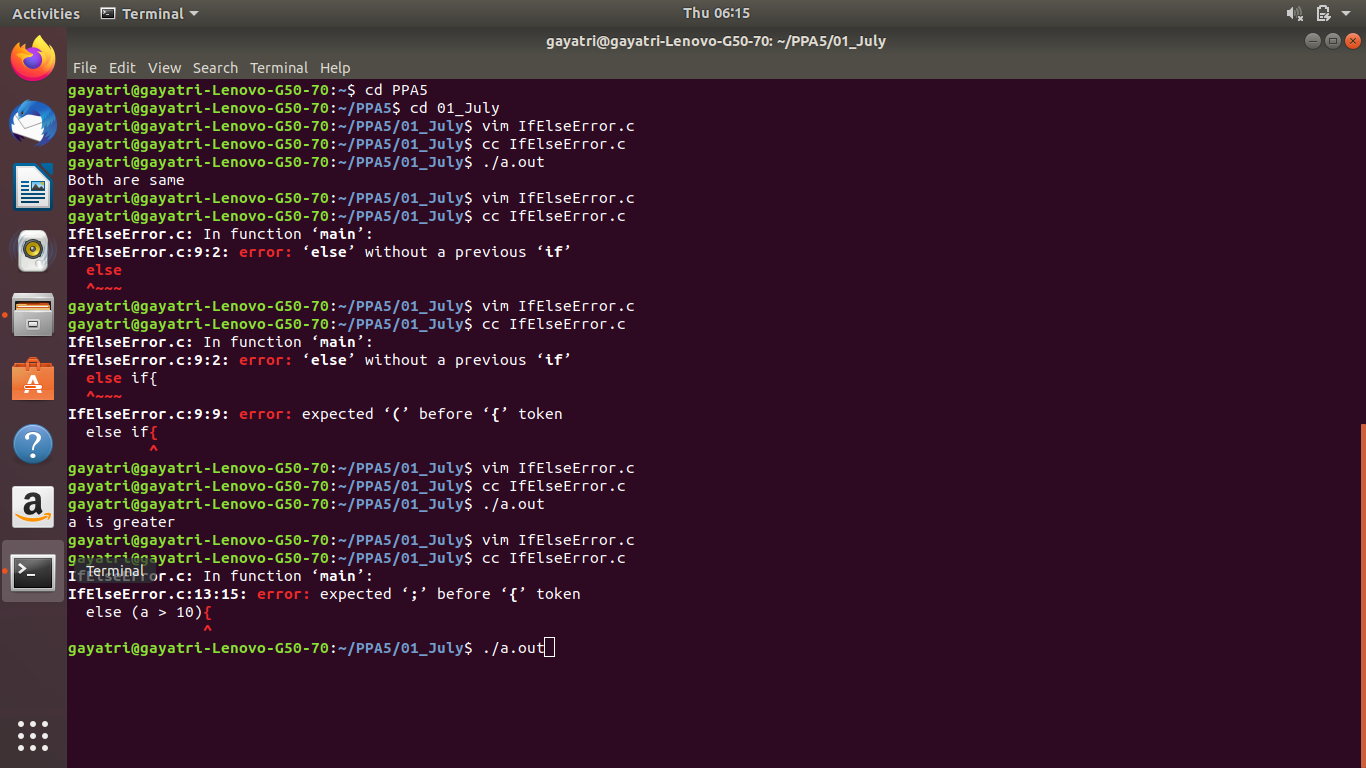 Activities Terminal Thu 06:15
gayatri@gayatri-Lenovo-G50-70: ~/PPA5/01_July
File Edit View Search Terminal Help
gayatri@gayatri-Lenovo-G50-70:~$ cd PPA5
gayatri@gayatri-Lenovo-G50-70:~/PPA5$ cd 01_July
gayatri@gayatri-Lenovo-G50-70:~/PPA5/01_July$ vim IfElseError.c
gayatri@gayatri-Lenovo-G50-70:~/PPA5/01_July$ cc IfElseError.c
gayatri@gayatri-Lenovo-G50-70:~/PPA5/01_July$ ./a.out
Both are same
gayatri@gayatri-Lenovo-G50-70:~/PPA5/01_July$ vim IfElseError.c
gayatri@gayatri-Lenovo-G50-70:~/PPA5/01_July$ cc IfElseError.c
IfElseError.c: In function ‘main’:
IfElseError.c:9:2: error: ‘else’ without a previous ‘if’
  else
  ^~~~
gayatri@gayatri-Lenovo-G50-70:~/PPA5/01_July$ vim IfElseError.c
gayatri@gayatri-Lenovo-G50-70:~/PPA5/01_July$ cc IfElseError.c
IfElseError.c: In function ‘main’:
IfElseError.c:9:2: error: ‘else’ without a previous ‘if’
  else if{
  ^~~~
IfElseError.c:9:9: error: expected ‘(’ before ‘{’ token
  else if{
         ^
gayatri@gayatri-Lenovo-G50-70:~/PPA5/01_July$ vim IfElseError.c
gayatri@gayatri-Lenovo-G50-70:~/PPA5/01_July$ cc IfElseError.c
gayatri@gayatri-Lenovo-G50-70:~/PPA5/01_July$ ./a.out
a is greater
gayatri@gayatri-Lenovo-G50-70:~/PPA5/01_July$ vim IfElseError.c
gayatri@gayatri-Lenovo-G50-70:~/PPA5/01_July$ cc IfElseError.c
Terminal
IfElseError.c: In function ‘main’:
IfElseError.c:13:15: error: expected ‘;’ before ‘{’ token
  else (a > 10){
               ^
gayatri@gayatri-Lenovo-G50-70:~/PPA5/01_July$ ./a.out